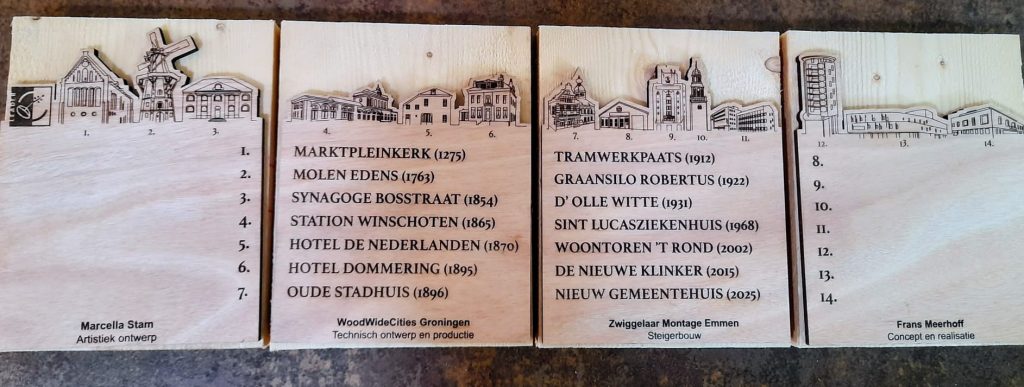 1. 2. 3.
4. 5. 6.
7. 8. 9. 10. 11.
12. 13. 14.
1. MARKTPLEINKERK (1275)
2. MOLEN EDENS (1763)
3. SYNAGOGE BOSSTRAAT (1854)
4. STATION WINSCHOTEN (1865)
5. HOTEL DE NEDERLANDEN (1870)
6. HOTEL DOMMERING (1895)
7. OUDE STADHUIS (1896)
TRAMWERKPAATS (1912) 8.
GRAANSILO ROBERTUS (1922) 9.
D' OLLE WITTE (1931) 10.
SINT LUCASZIEKENHUIS (1968) 11.
WOONTOREN 'T ROND (2002) 12.
DE NIEUWE KLINKER (2015) 13.
NIEUW GEMEENTEHUIS (2025) 14.
Marcella Stam
Artistiek ontwerp
WoodWideCities Groningen
Technisch ontwerp en productie
Zwiggelaar Montage Emmen
Steigerbouw
Frans Meerhoff
Concept en realisatie